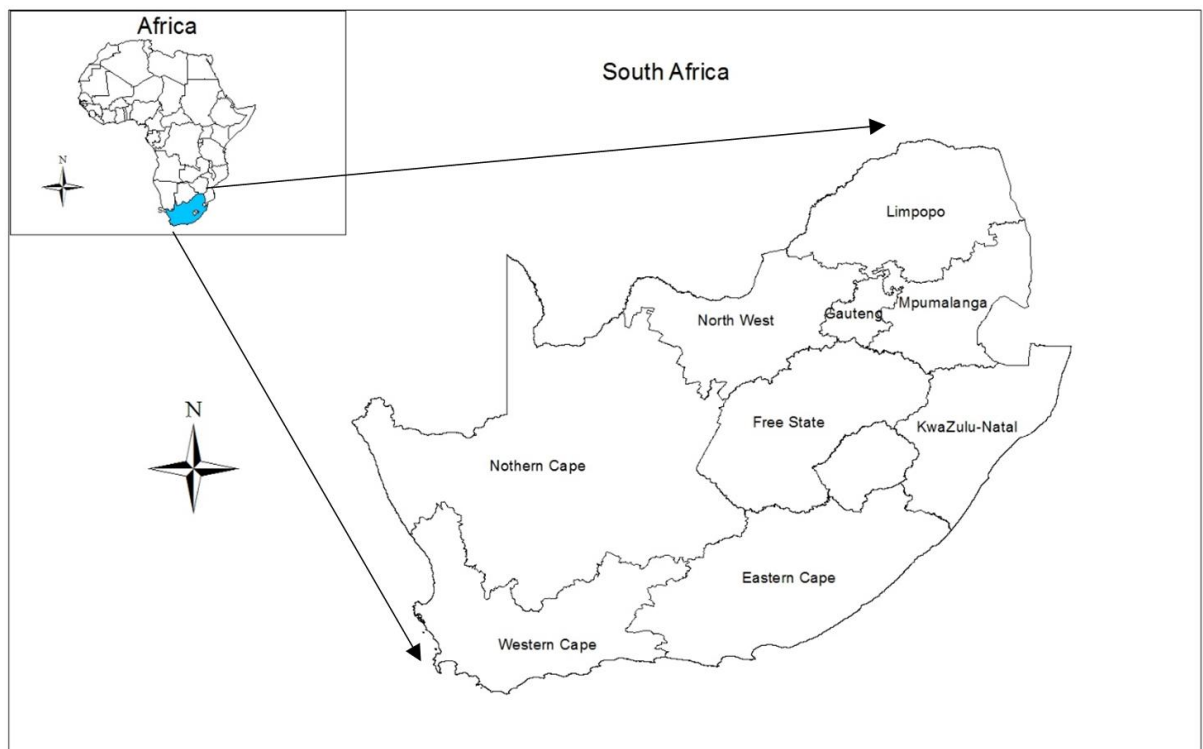 Africa
South Africa
N
Limpopo
Mpumalanga
Gauteng
North West
N
Free State
KwaZulu-Natal
Nothern Cape
Eastern Cape
Western Cape